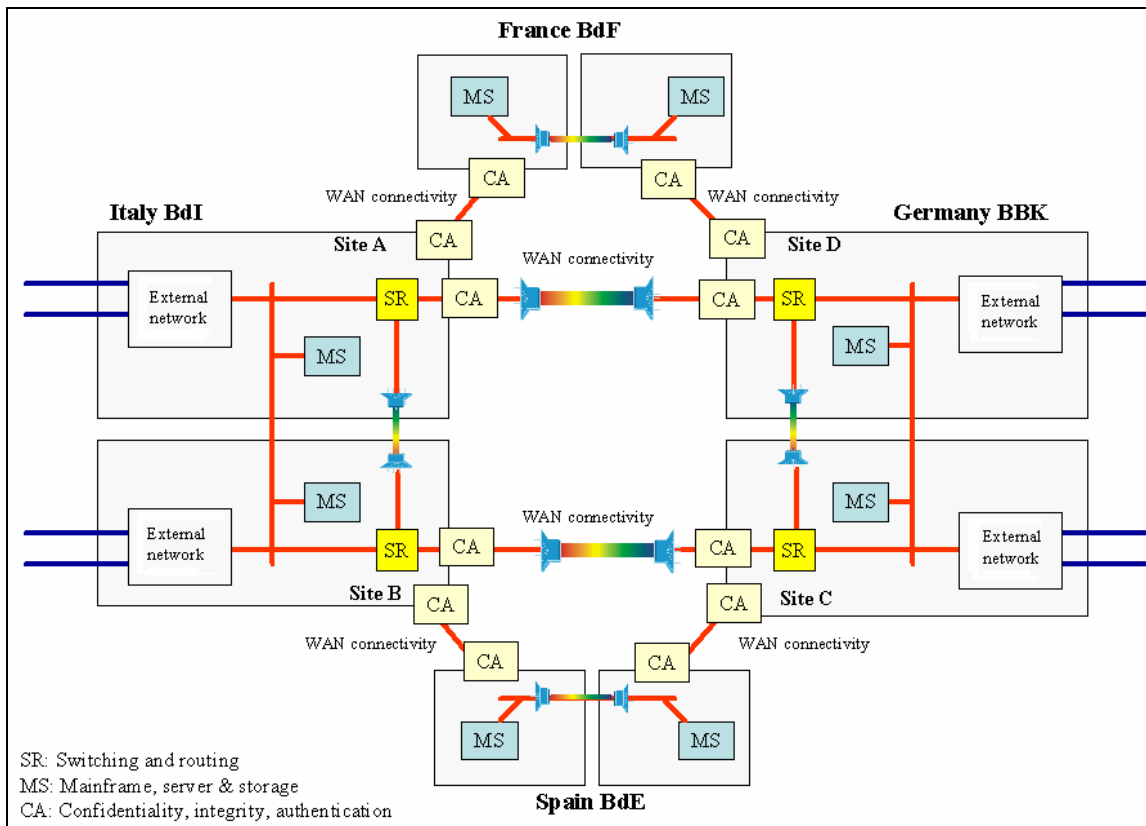 France BdF
MS
MS
CA
CA
WAN connectivity
WAN connectivity
Italy BdI
Germany BBK
Site A
CA
CA
Site D
WAN connectivity
External
network
SR
CA
CA
SR
External
network
MS
MS
MS
MS
WAN connectivity
External
network
SR
CA
CA
SR
External
network
Site B
CA
CA
Site C
WAN connectivity
WAN connectivity
CA
CA
MS
MS
SR: Switching and routing
MS: Mainframe, server & storage
CA: Confidentiality, integrity, authentication
Spain BdE